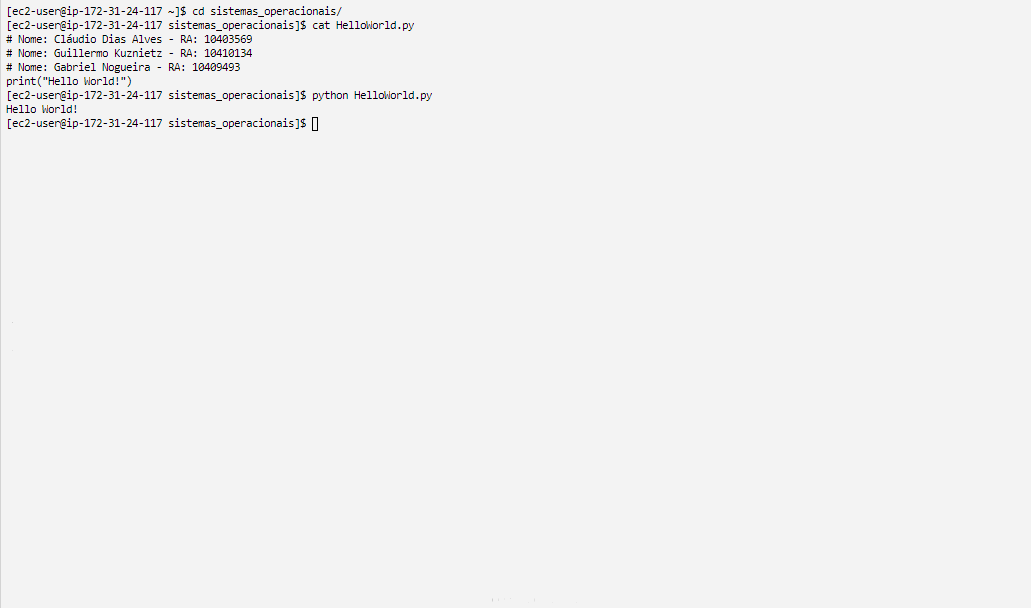 [ec2-user@ip-172-31-24-117 ~]$ cd sistemas_operacionais/
[ec2-user@ip-172-31-24-117 sistemas_operacionais]$ cat HelloWorld.py
# Nome: Cláudio Dias Alves - RA: 10403569
# Nome: Guillermo Kuznietz - RA: 10410134
# Nome: Gabriel Nogueira - RA: 10409493
print("Hello World!")
[ec2-user@ip-172-31-24-117 sistemas_operacionais]$ python HelloWorld.py
Hello World!
[ec2-user@ip-172-31-24-117 sistemas_operacionais]$